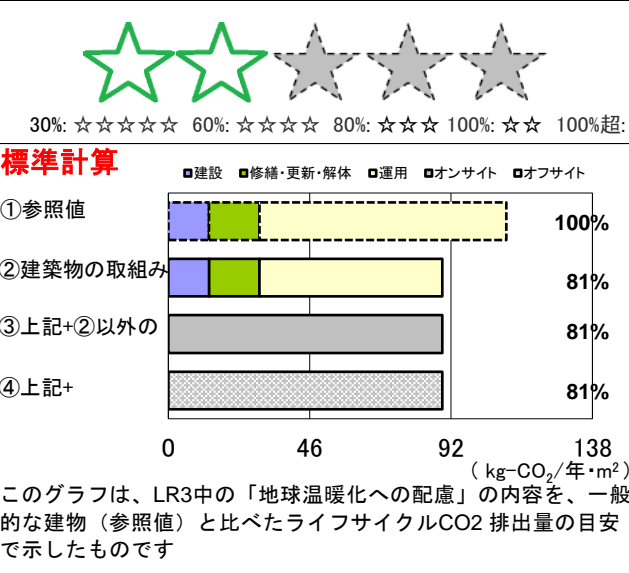 30%: ☆☆☆☆☆ 60%: ☆☆☆☆ 80%: ☆☆☆ 100%: ☆☆ 100%超:
標準計算
■建設 ■修繕・更新・解体 □運用 ■オンサイト □オフサイト
①参照値 100%
②建築物の取組み 81%
③上記+②以外の 81%
④上記+ 81%
0 46 92 138
( kg-CO₂/年・m²)
このグラフは、LR3中の「地球温暖化への配慮」の内容を、一般
的な建物（参照値）と比べたライフサイクルCO2 排出量の目安
で示したものです